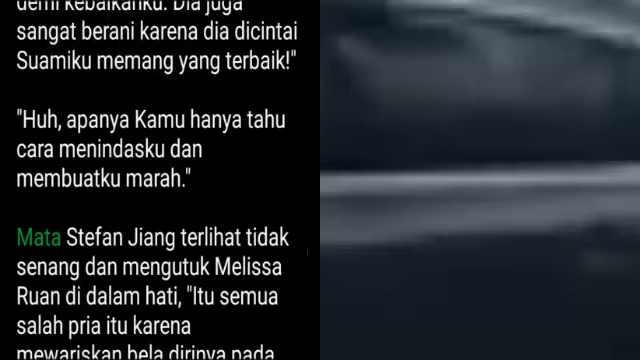 demi kebaikanku. Dia juga
sangat berani karena dia dicintai
Suamiku memang yang terbaik!"
"Huh, apanya Kamu hanya tahu
cara menindasku dan
membuatku marah."
Mata Stefan Jiang terlihat tidak
senang dan mengutuk Melissa
Ruan di dalam hati, "Itu semua
salah pria itu karena
mewariskan bela dirinya pada